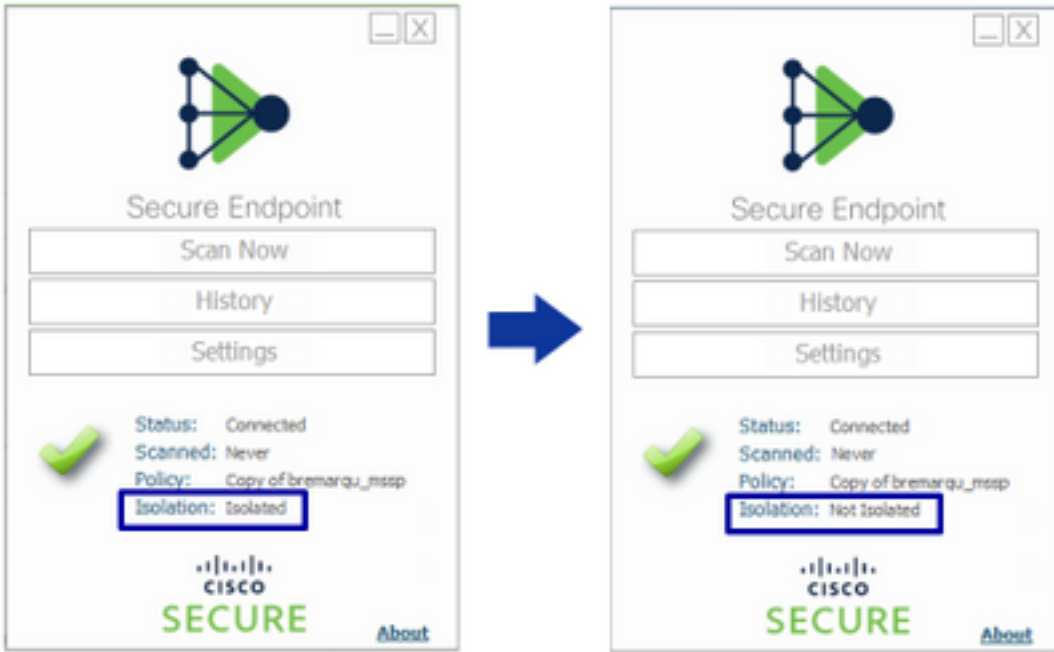 Secure Endpoint
Scan Now
History
Settings
Status: Connected
Scanned: Never
Policy: Copy of bremarqu_mssp
Isolation: Isolated
CISCO
SECURE
About
Secure Endpoint
Scan Now
History
Settings
Status: Connected
Scanned: Never
Policy: Copy of bremarqu_mssp
Isolation: Not Isolated
CISCO
SECURE
About